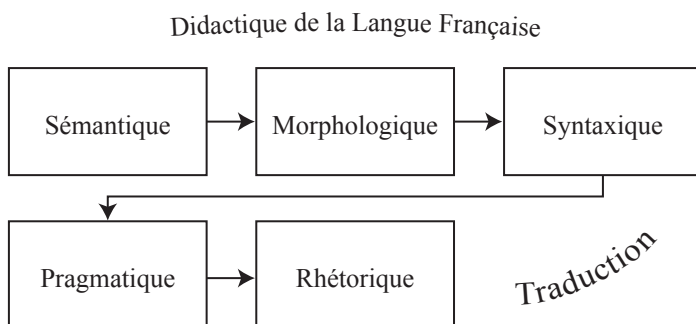 Didactique de la Langue Française
Sémantique
Morphologique
Syntaxique
Pragmatique
Rhétorique
Traduction